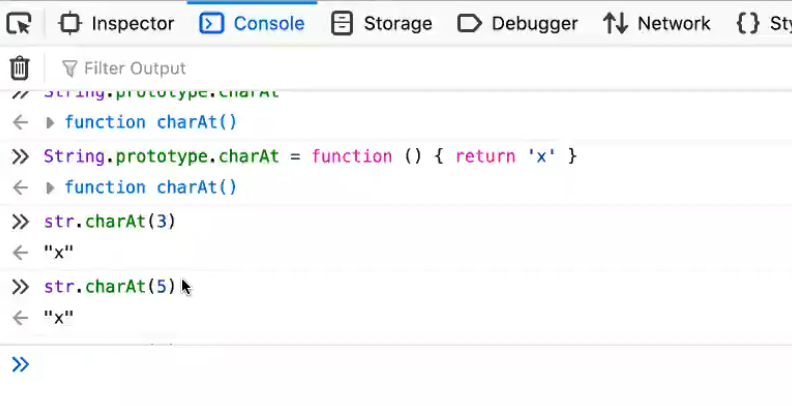 Inspector Console Storage Debugger Network {} Sty
Filter Output
» String.prototype.charAt
← ▶ function charAt()
» String.prototype.charAt = function () { return 'x' }
← ▶ function charAt()
» str.charAt(3)
← "x"
» str.charAt(5)
← "x"
»